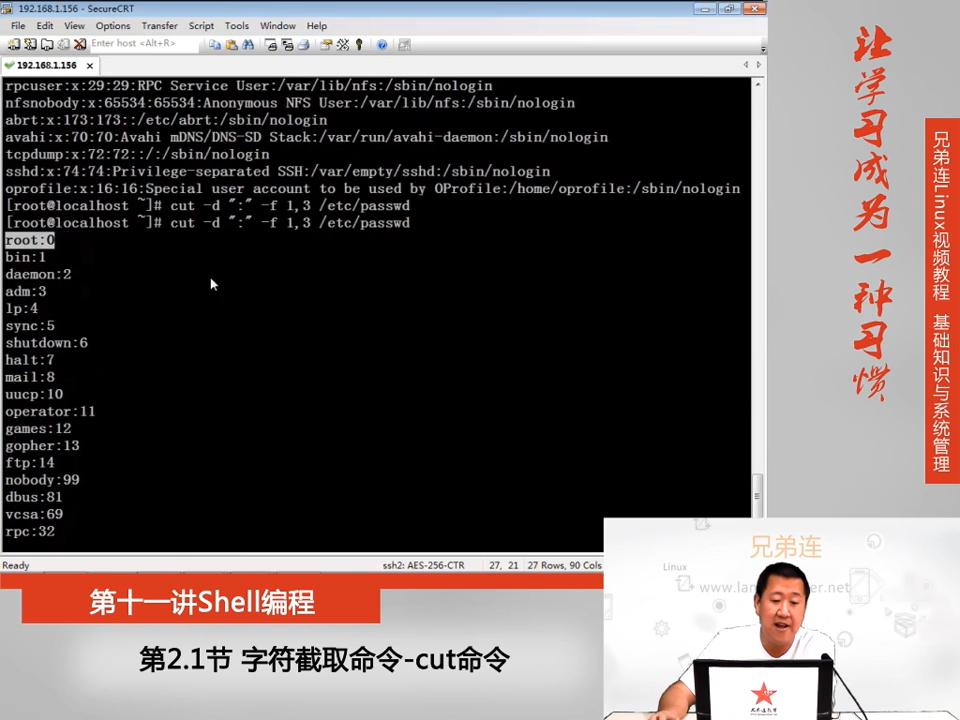 192.168.1.156 - SecureCRT
File Edit View Options Transfer Script Tools Window Help
Enter host <Alt+R>
192.168.1.156
rpcuser:x:29:29:RPC Service User:/var/lib/nfs:/sbin/nologin
nfsnobody:x:65534:65534:Anonymous NFS User:/var/lib/nfs:/sbin/nologin
abrt:x:173:173::/etc/abrt:/sbin/nologin
avahi:x:70:70:Avahi mDNS/DNS-SD Stack:/var/run/avahi-daemon:/sbin/nologin
tcpdump:x:72:72::/:/sbin/nologin
sshd:x:74:74:Privilege-separated SSH:/var/empty/sshd:/sbin/nologin
oprofile:x:16:16:Special user account to be used by OProfile:/home/oprofile:/sbin/nologin
[root@localhost ~]# cut -d ":" -f 1,3 /etc/passwd
[root@localhost ~]# cut -d ":" -f 1,3 /etc/passwd
root:0
bin:1
daemon:2
adm:3
lp:4
sync:5
shutdown:6
halt:7
mail:8
uucp:10
operator:11
games:12
gopher:13
ftp:14
nobody:99
dbus:81
vcsa:69
rpc:32
Ready ssh2: AES-256-CTR 27, 21 27 Rows, 90 Cols
让学习成为一种习惯
兄弟连Linux视频教程 基础知识与系统管理
兄弟连
Linux
第十一讲Shell编程
第2.1节 字符截取命令-cut命令